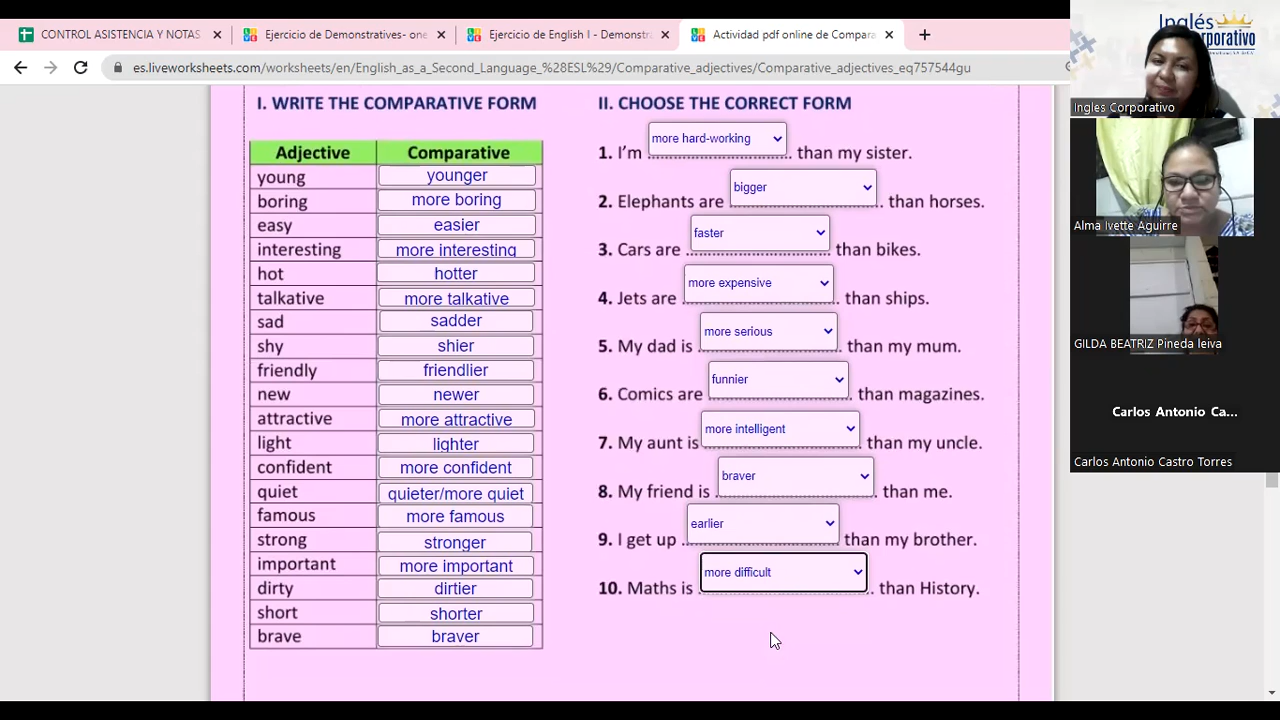 CONTROL ASISTENCIA Y NOTAS
Ejercicio de Demonstratives- one
Ejercicio de English I - Demonstra
Actividad pdf online de Compara
es.liveworksheets.com/worksheets/en/English_as_a_Second_Language_%28ESL%29/Comparative_adjectives/Comparative_adjectives_eq757544gu
I. WRITE THE COMPARATIVE FORM
Adjective Comparative
young younger
boring more boring
easy easier
interesting more interesting
hot hotter
talkative more talkative
sad sadder
shy shier
friendly friendlier
new newer
attractive more attractive
light lighter
confident more confident
quiet quieter/more quiet
famous more famous
strong stronger
important more important
dirty dirtier
short shorter
brave braver
II. CHOOSE THE CORRECT FORM
1. I'm more hard-working than my sister.
2. Elephants are bigger than horses.
3. Cars are faster than bikes.
4. Jets are more expensive than ships.
5. My dad is more serious than my mum.
6. Comics are funnier than magazines.
7. My aunt is more intelligent than my uncle.
8. My friend is braver than me.
9. I get up earlier than my brother.
10. Maths is more difficult than History.
Inglés
Ingles Corporativo
Alma Ivette Aguirre
GILDA BEATRIZ Pineda leiva
Carlos Antonio Ca...
Carlos Antonio Castro Torres